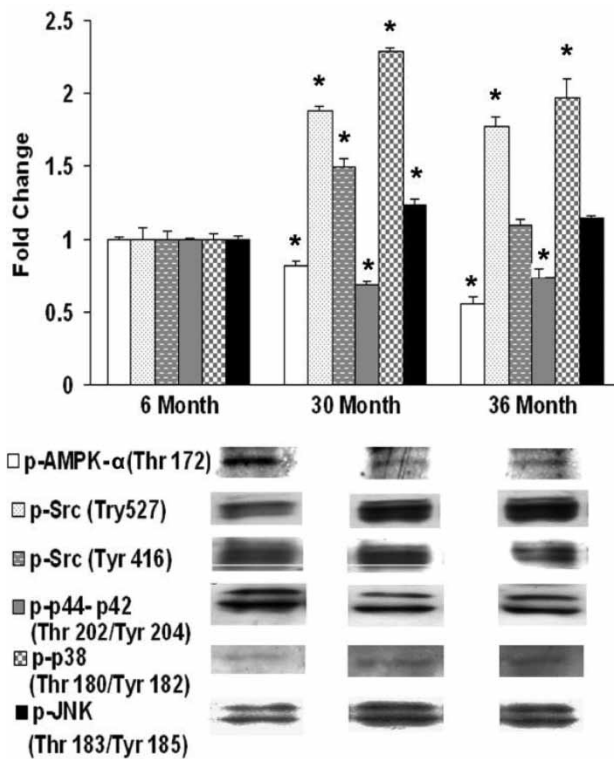 2.5
2
1.5
1
0.5
0
Fold Change
* * * * * * * * *
6 Month 30 Month 36 Month
p-AMPK-α(Thr 172)
p-Src (Try527)
p-Src (Tyr 416)
p-p44- p42
(Thr 202/Tyr 204)
p-p38
(Thr 180/Tyr 182)
p-JNK
(Thr 183/Tyr 185)